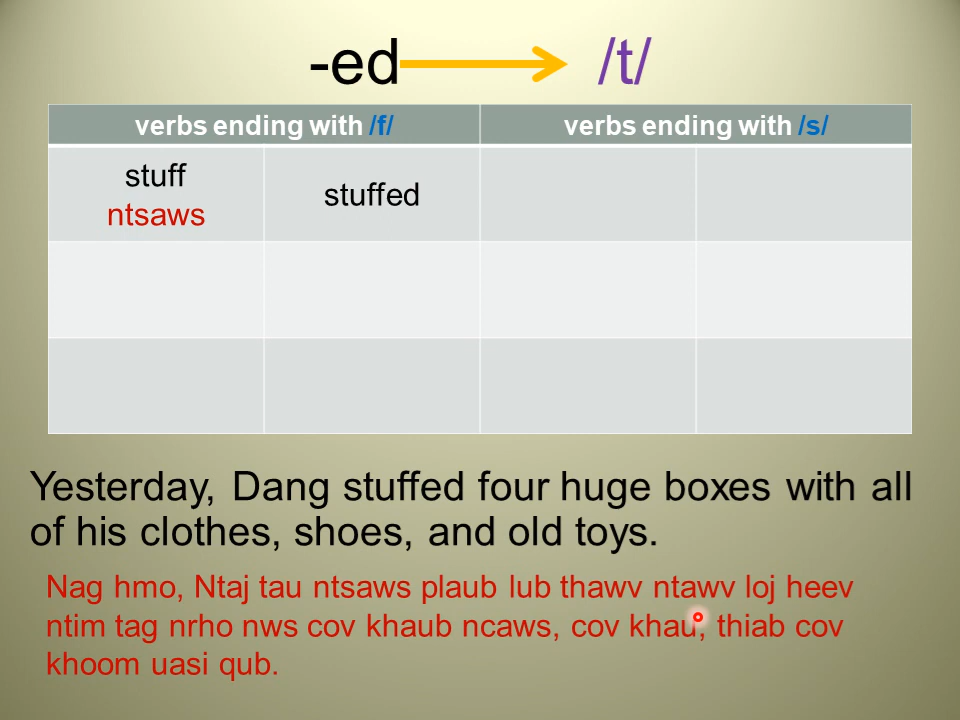 -ed /t/
verbs ending with /f/ verbs ending with /s/
stuff
ntsaws
stuffed
Yesterday, Dang stuffed four huge boxes with all
of his clothes, shoes, and old toys.
Nag hmo, Ntaj tau ntsaws plaub lub thawv ntawv loj heev
ntim tag nrho nws cov khaub ncaws, cov khau, thiab cov
khoom uasi qub.